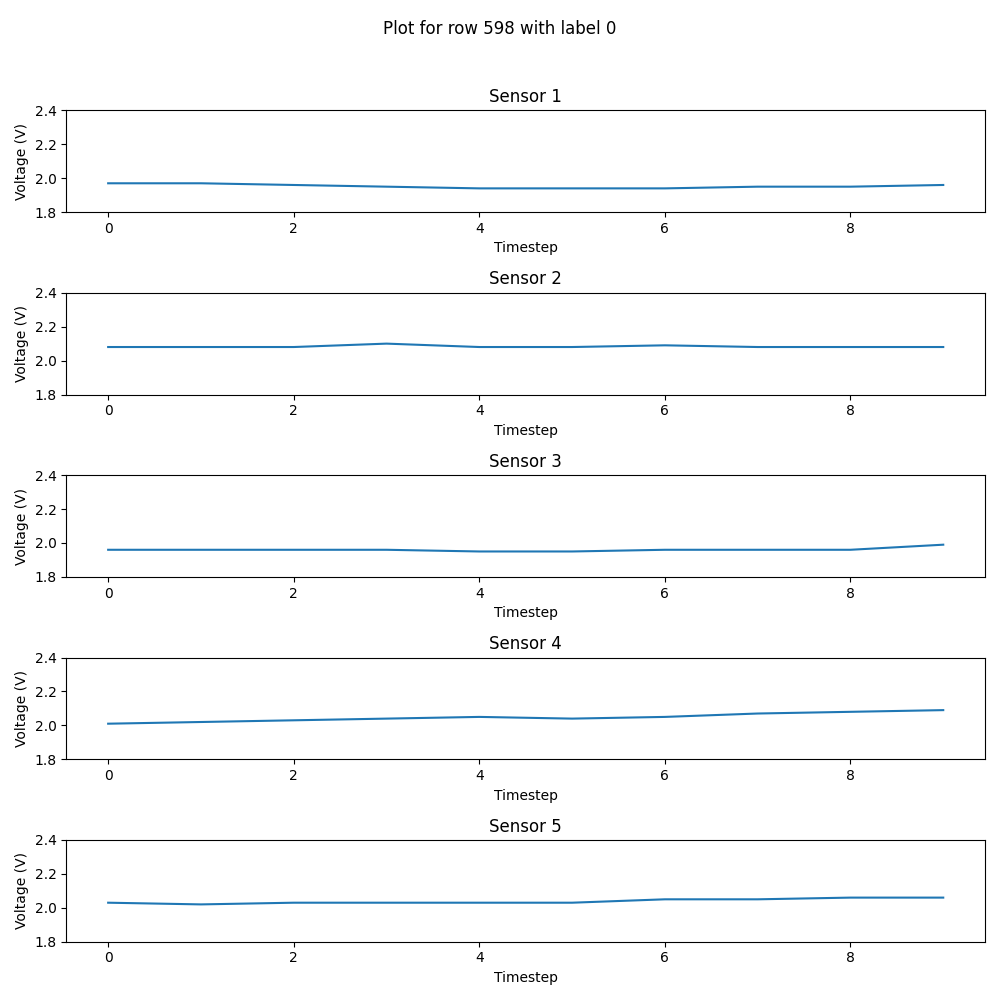 Plot for row 598 with label 0
Sensor 1
2.4
2.2
2.0
1.8
Voltage (V)
0 2 4 6 8
Timestep
Sensor 2
2.4
2.2
2.0
1.8
Voltage (V)
0 2 4 6 8
Timestep
Sensor 3
2.4
2.2
2.0
1.8
Voltage (V)
0 2 4 6 8
Timestep
Sensor 4
2.4
2.2
2.0
1.8
Voltage (V)
0 2 4 6 8
Timestep
Sensor 5
2.4
2.2
2.0
1.8
Voltage (V)
0 2 4 6 8
Timestep